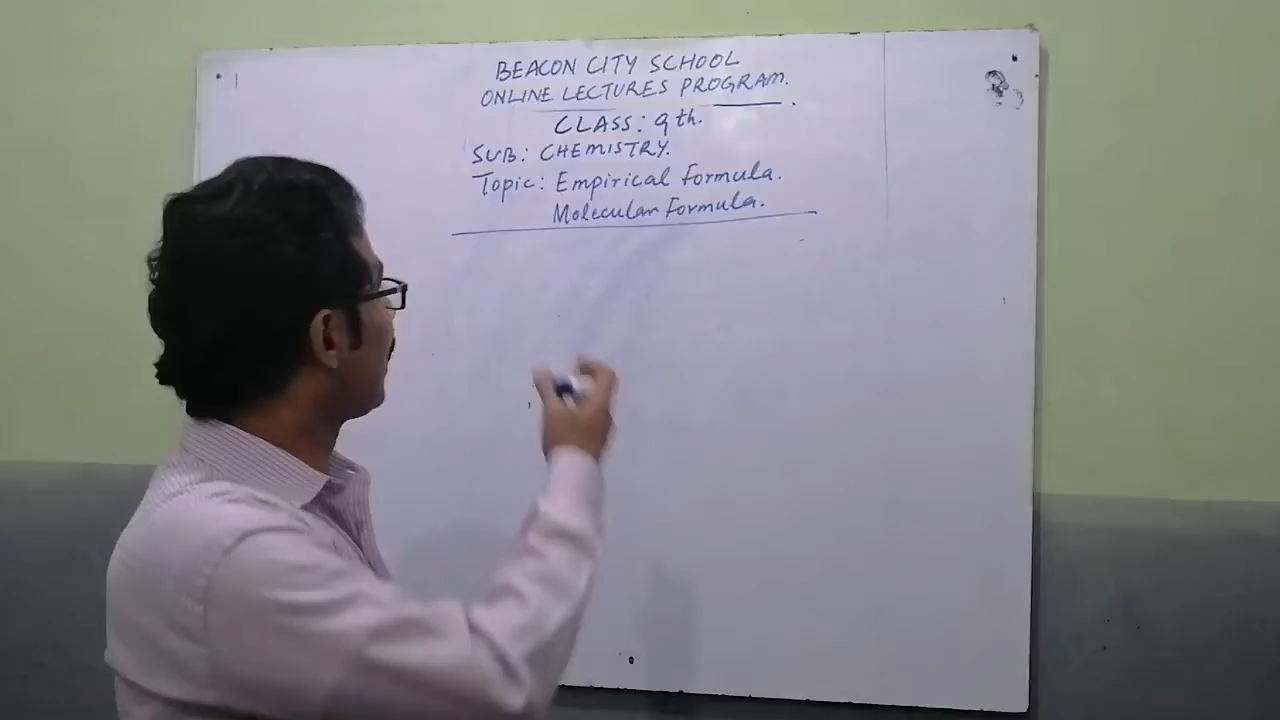 BEACON CITY SCHOOL
ONLINE LECTURES PROGRAM.
CLASS: 9th.
SUB: CHEMISTRY.
Topic: Empirical Formula.
Molecular Formula.